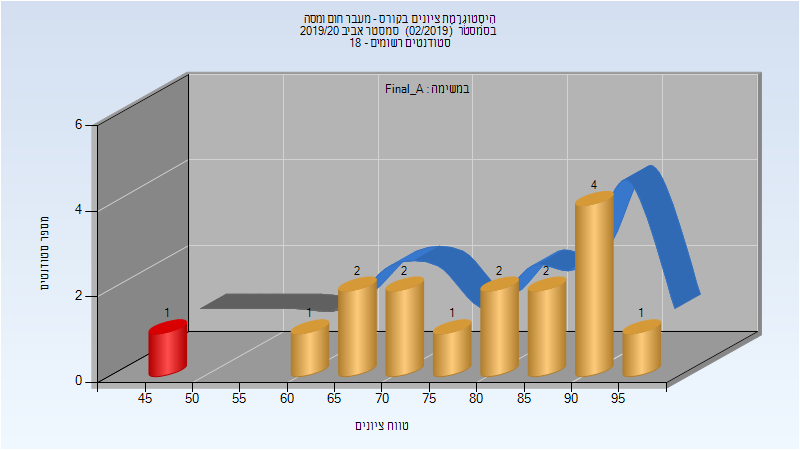 היסטוגרמת ציונים בקורס - מעבר חום ומסה
בסמסטר (02/2019) סמסטר אביב 2019/20
סטודנטים רשומים - 18
במשימה : Final_A
מספר סטודנטים
6
4
2
0
1
1
2
2
1
2
2
4
1
45 50 55 60 65 70 75 80 85 90 95
טווח ציונים